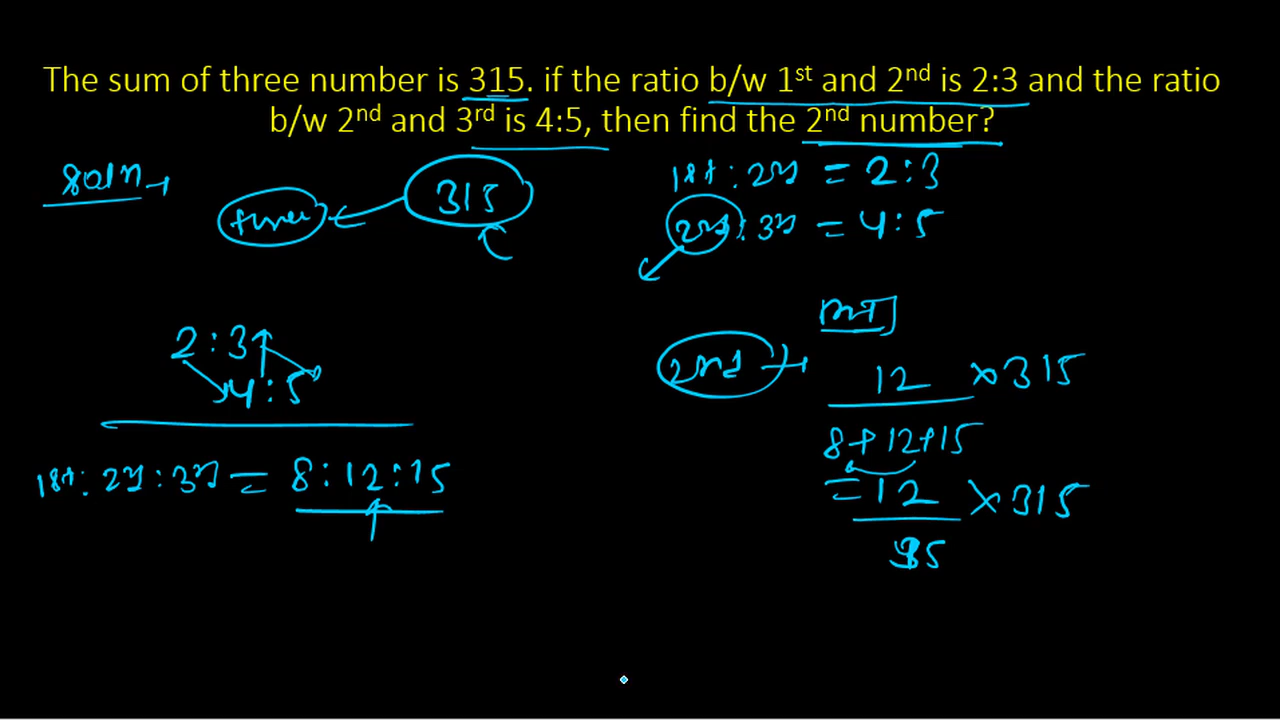 The sum of three number is 315. if the ratio b/w 1st and 2nd is 2:3 and the ratio
b/w 2nd and 3rd is 4:5, then find the 2nd number?
Soln
three
315
1st : 2nd = 2:3
2nd : 3rd = 4:5
2:3
4:5
1st : 2nd : 3rd = 8:12:15
2nd
12 × 315
8+12+15
= 12 × 315
35